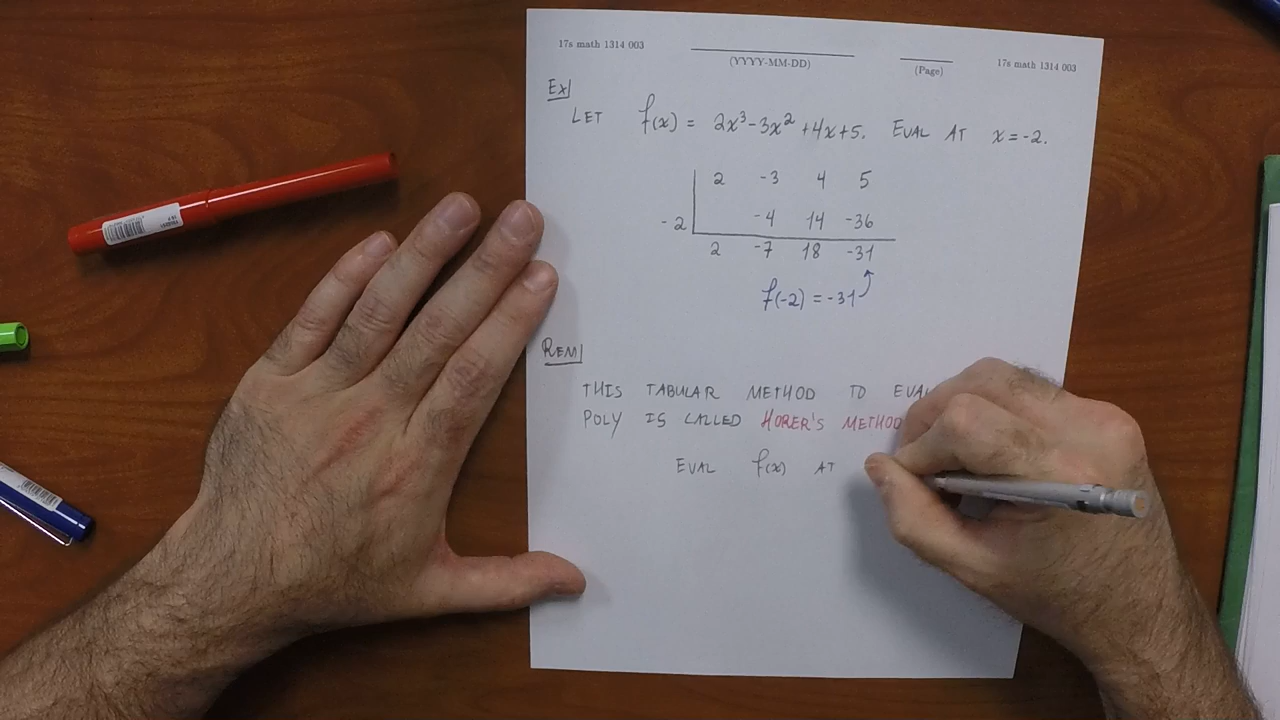 17s math 1314 003
(YYYY-MM-DD)
(Page)
17s math 1314 003
Ex
LET f(x) = 2x³-3x²+4x+5. EVAL AT x=-2.
2 -3 4 5
-2 -4 14 -36
2 -7 18 -31
f(-2) = -31
REM
THIS TABULAR METHOD TO
POLY IS CALLED HORER'S METHOD
EVAL f(x) AT